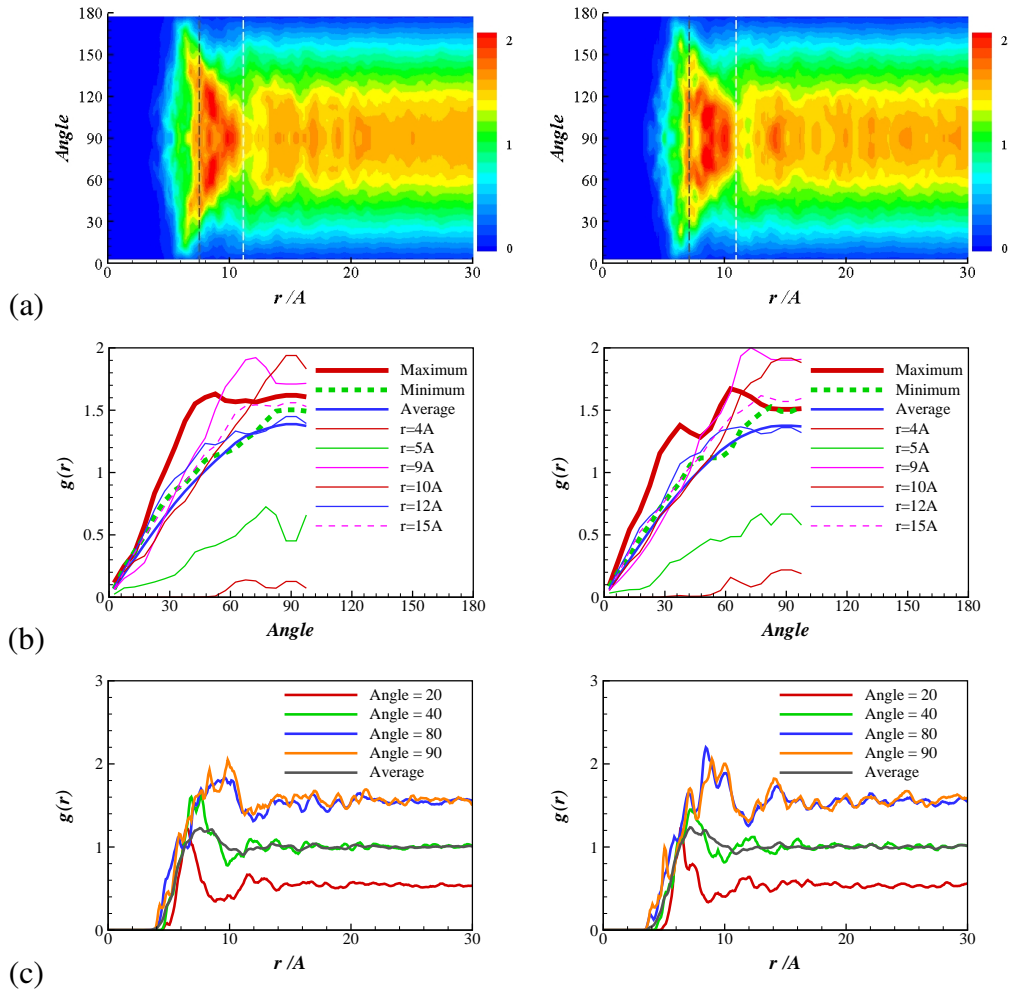 180
150
120
90
60
30
0
Angle
0 10 20 30
r /A
2
1
0
180
150
120
90
60
30
0
Angle
0 10 20 30
r /A
2
1
0
(a)
2
1.5
1
0.5
0
g(r)
0 30 60 90 120 150 180
Angle
Maximum
Minimum
Average
r=4A
r=5A
r=9A
r=10A
r=12A
r=15A
2
1.5
1
0.5
0
g(r)
0 30 60 90 120 150 180
Angle
Maximum
Minimum
Average
r=4A
r=5A
r=9A
r=10A
r=12A
r=15A
(b)
3
2
1
0
g(r)
0 10 20 30
r /A
Angle = 20
Angle = 40
Angle = 80
Angle = 90
Average
3
2
1
0
g(r)
0 10 20 30
r /A
Angle = 20
Angle = 40
Angle = 80
Angle = 90
Average
(c)